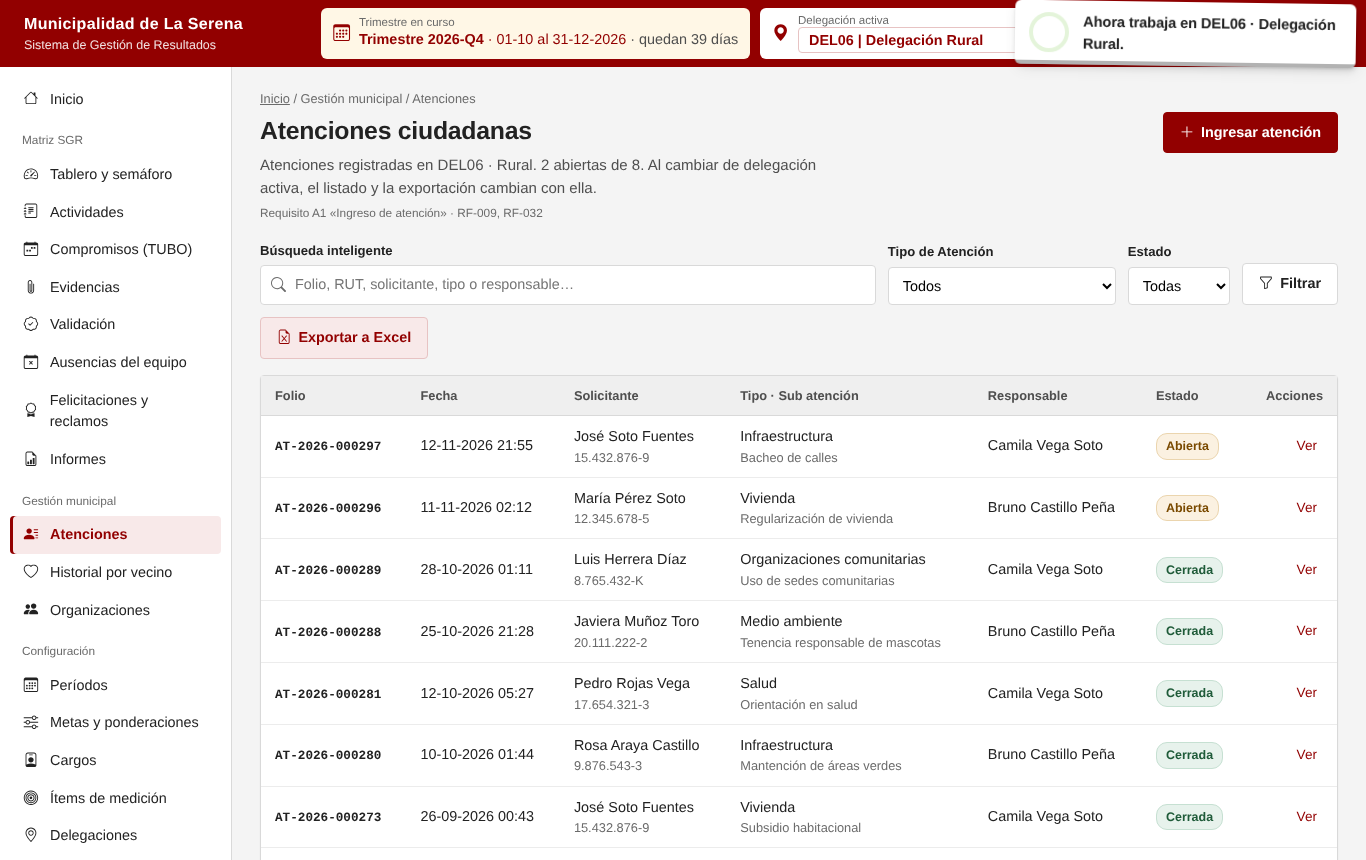 Municipalidad de La Serena
Sistema de Gestión de Resultados
Trimestre en curso
Trimestre 2026-Q4 · 01-10 al 31-12-2026 · quedan 39 días
Delegación activa
DEL06 | Delegación Rural
Ahora trabaja en DEL06 · Delegación
Rural.
Inicio
Matriz SGR
Tablero y semáforo
Actividades
Compromisos (TUBO)
Evidencias
Validación
Ausencias del equipo
Felicitaciones y
reclamos
Informes
Gestión municipal
Atenciones
Historial por vecino
Organizaciones
Configuración
Períodos
Metas y ponderaciones
Cargos
Ítems de medición
Delegaciones
Inicio / Gestión municipal / Atenciones
Atenciones ciudadanas
Ingresar atención
Atenciones registradas en DEL06 · Rural. 2 abiertas de 8. Al cambiar de delegación
activa, el listado y la exportación cambian con ella.
Requisito A1 «Ingreso de atención» · RF-009, RF-032
Búsqueda inteligente
Folio, RUT, solicitante, tipo o responsable…
Tipo de Atención
Todos
Estado
Todas
Filtrar
Exportar a Excel
Folio Fecha Solicitante Tipo · Sub atención Responsable Estado Acciones
AT-2026-000297 12-11-2026 21:55 José Soto Fuentes Infraestructura Camila Vega Soto Abierta Ver
15.432.876-9 Bacheo de calles
AT-2026-000296 11-11-2026 02:12 María Pérez Soto Vivienda Bruno Castillo Peña Abierta Ver
12.345.678-5 Regularización de vivienda
AT-2026-000289 28-10-2026 01:11 Luis Herrera Díaz Organizaciones comunitarias Camila Vega Soto Cerrada Ver
8.765.432-K Uso de sedes comunitarias
AT-2026-000288 25-10-2026 21:28 Javiera Muñoz Toro Medio ambiente Bruno Castillo Peña Cerrada Ver
20.111.222-2 Tenencia responsable de mascotas
AT-2026-000281 12-10-2026 05:27 Pedro Rojas Vega Salud Camila Vega Soto Cerrada Ver
17.654.321-3 Orientación en salud
AT-2026-000280 10-10-2026 01:44 Rosa Araya Castillo Infraestructura Bruno Castillo Peña Cerrada Ver
9.876.543-3 Mantención de áreas verdes
AT-2026-000273 26-09-2026 00:43 José Soto Fuentes Vivienda Camila Vega Soto Cerrada Ver
15.432.876-9 Subsidio habitacional